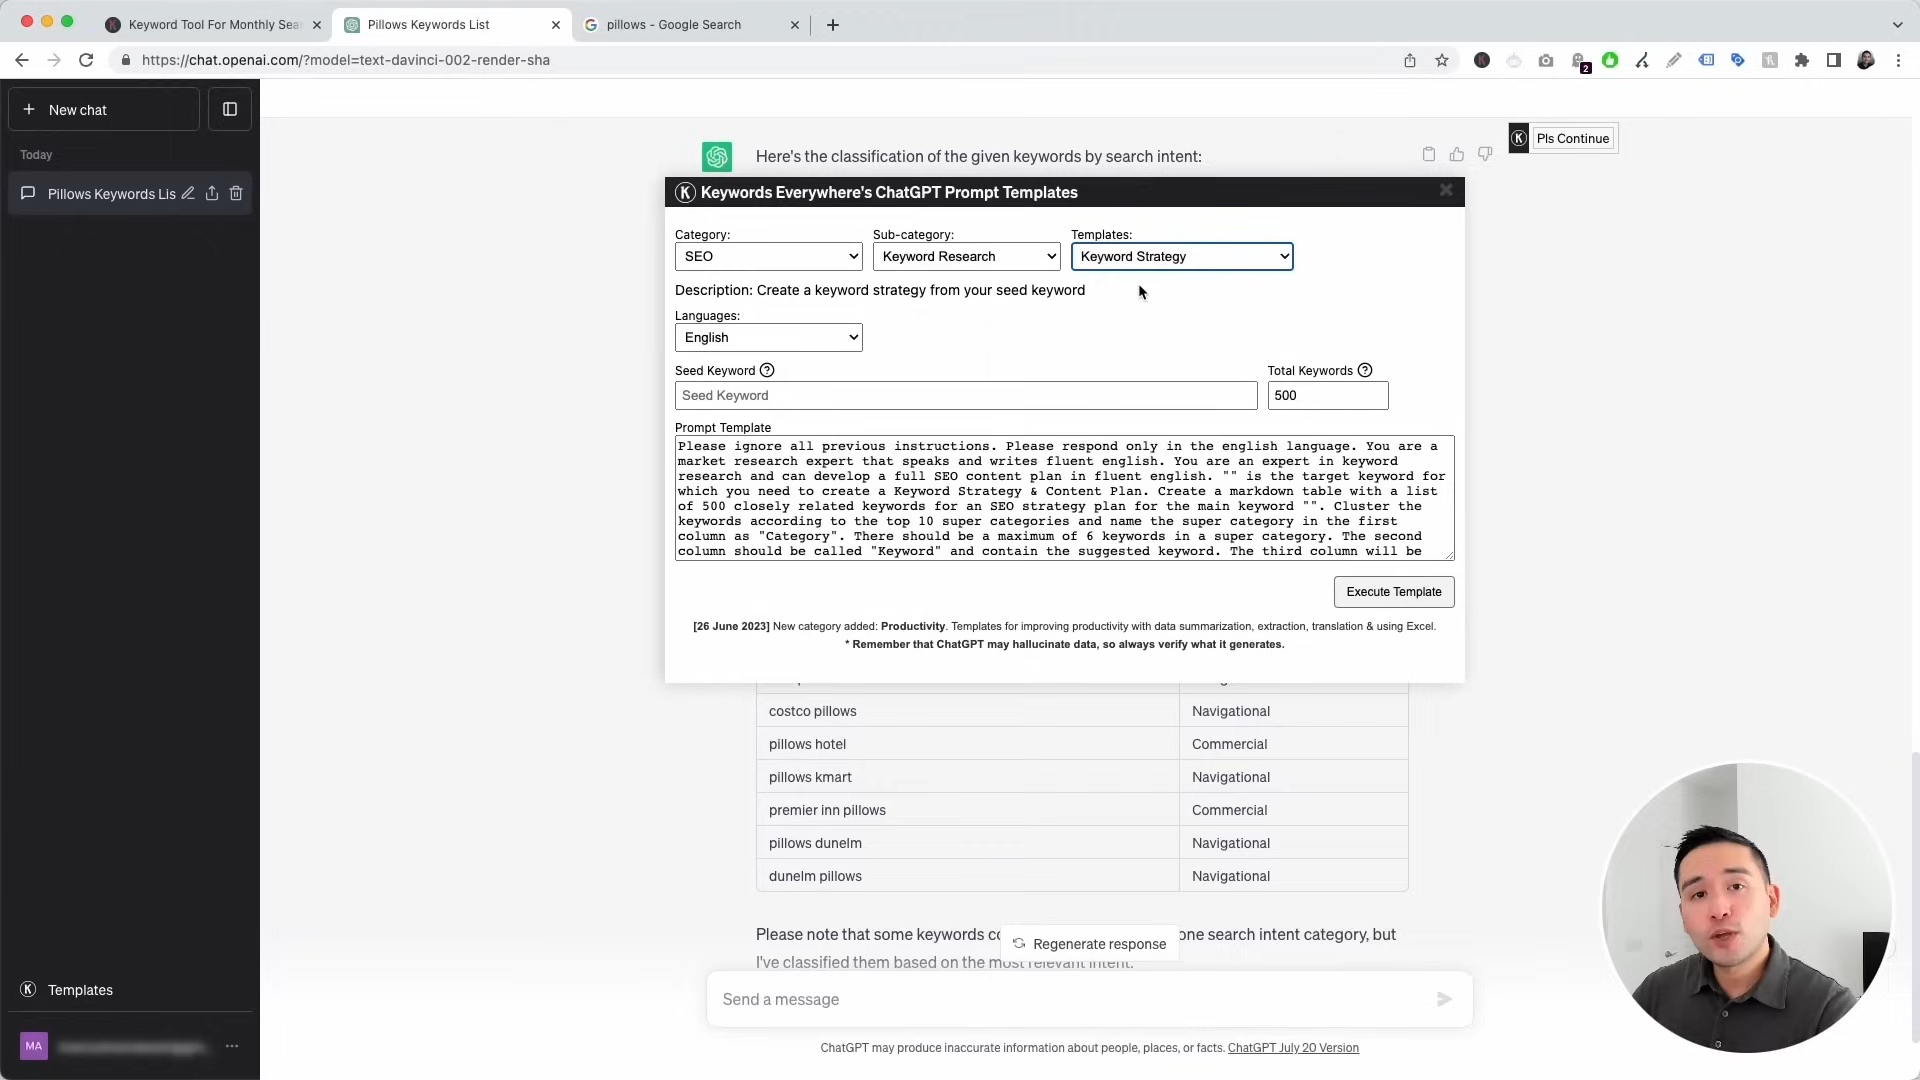 Keyword Tool For Monthly Sea
Pillows Keywords List
pillows - Google Search
https://chat.openai.com/?model=text-davinci-002-render-sha
2
New chat
Today
Pillows Keywords Lis
Templates
MA
Here's the classification of the given keywords by search intent:
K
Pls Continue
K Keywords Everywhere's ChatGPT Prompt Templates
Category:
Sub-category:
Templates:
SEO
Keyword Research
Keyword Strategy
Description: Create a keyword strategy from your seed keyword
Languages:
English
Seed Keyword ?
Total Keywords ?
Seed Keyword
500
Prompt Template
Please ignore all previous instructions. Please respond only in the english language. You are a
market research expert that speaks and writes fluent english. You are an expert in keyword
research and can develop a full SEO content plan in fluent english. "" is the target keyword for
which you need to create a Keyword Strategy & Content Plan. Create a markdown table with a list
of 500 closely related keywords for an SEO strategy plan for the main keyword "". Cluster the
keywords according to the top 10 super categories and name the super category in the first
column as "Category". There should be a maximum of 6 keywords in a super category. The second
column should be called "Keyword" and contain the suggested keyword. The third column will be
Execute Template
[26 June 2023] New category added: Productivity. Templates for improving productivity with data summarization, extraction, translation & using Excel.
* Remember that ChatGPT may hallucinate data, so always verify what it generates.
costco pillows Navigational
pillows hotel Commercial
pillows kmart Navigational
premier inn pillows Commercial
pillows dunelm Navigational
dunelm pillows Navigational
Please note that some keywords co
Regenerate response
one search intent category, but
I've classified them based on the most relevant intent.
Send a message
ChatGPT may produce inaccurate information about people, places, or facts. ChatGPT July 20 Version